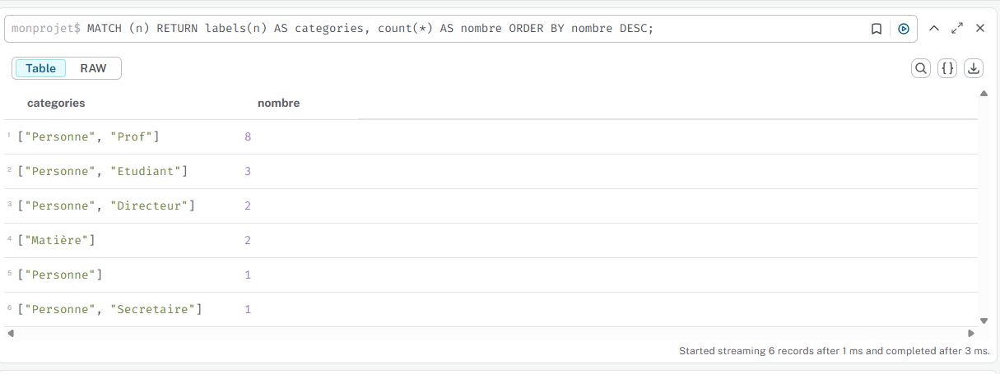 monprojet$ MATCH (n) RETURN labels(n) AS categories, count(*) AS nombre ORDER BY nombre DESC;
Table RAW
categories nombre
1 ["Personne", "Prof"] 8
2 ["Personne", "Etudiant"] 3
3 ["Personne", "Directeur"] 2
4 ["Matière"] 2
5 ["Personne"] 1
6 ["Personne", "Secretaire"] 1
Started streaming 6 records after 1 ms and completed after 3 ms.